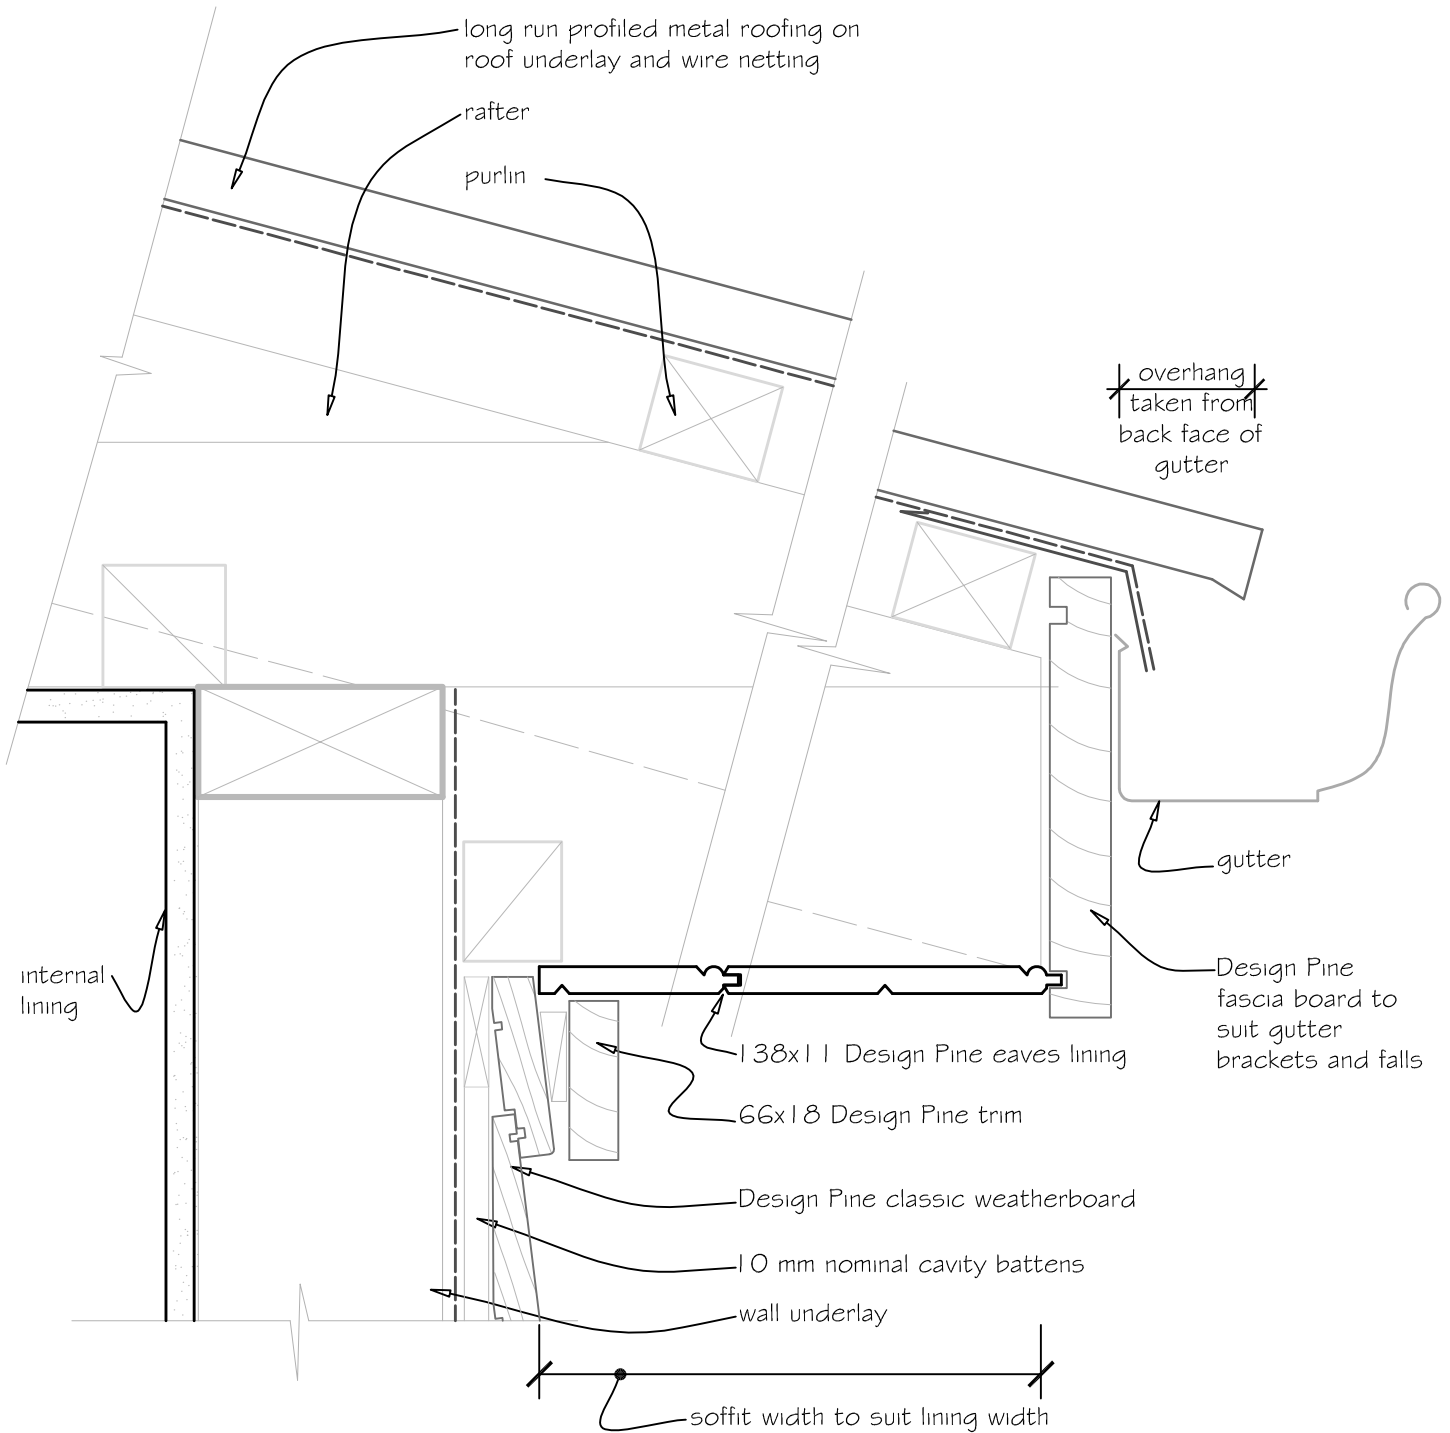 long run profiled metal roofing on
roof underlay and wire netting
rafter
purlin
overhang
taken from
back face of
gutter
gutter
internal
lining
Design Pine
fascia board to
suit gutter
brackets and falls
138x11 Design Pine eaves lining
66x18 Design Pine trim
Design Pine classic weatherboard
10 mm nominal cavity battens
wall underlay
soffit width to suit lining width